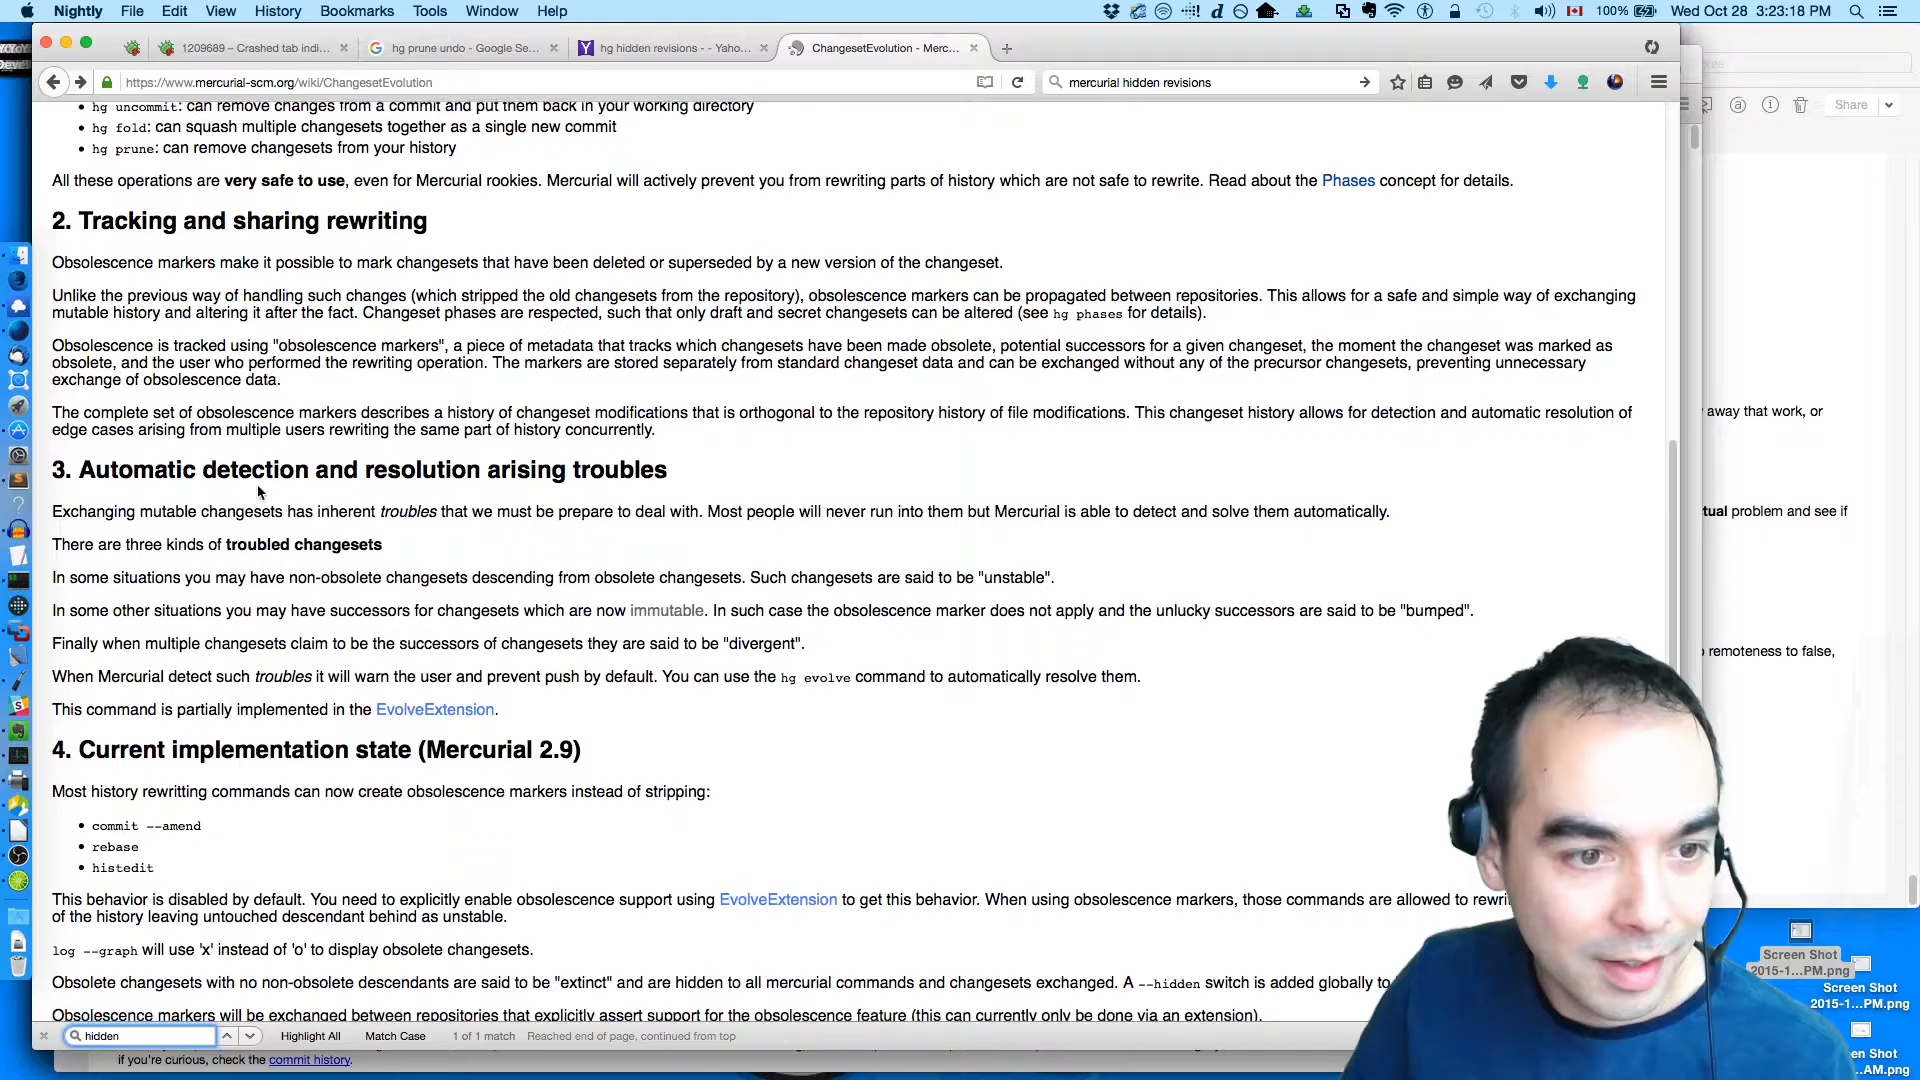 Nightly File Edit View History Bookmarks Tools Window Help 100% Wed Oct 28 3:23:18 PM
1209689 – Crashed tab indi... hg prune undo - Google Se... hg hidden revisions - - Yaho... ChangesetEvolution - Merc...
https://www.mercurial-scm.org/wiki/ChangesetEvolution mercurial hidden revisions
Share
hg uncommit: can remove changes from a commit and put them back in your working directory
hg fold: can squash multiple changesets together as a single new commit
hg prune: can remove changesets from your history
All these operations are very safe to use, even for Mercurial rookies. Mercurial will actively prevent you from rewriting parts of history which are not safe to rewrite. Read about the Phases concept for details.
2. Tracking and sharing rewriting
Obsolescence markers make it possible to mark changesets that have been deleted or superseded by a new version of the changeset.
Unlike the previous way of handling such changes (which stripped the old changesets from the repository), obsolescence markers can be propagated between repositories. This allows for a safe and simple way of exchanging
mutable history and altering it after the fact. Changeset phases are respected, such that only draft and secret changesets can be altered (see hg phases for details).
Obsolescence is tracked using "obsolescence markers", a piece of metadata that tracks which changesets have been made obsolete, potential successors for a given changeset, the moment the changeset was marked as
obsolete, and the user who performed the rewriting operation. The markers are stored separately from standard changeset data and can be exchanged without any of the precursor changesets, preventing unnecessary
exchange of obsolescence data.
The complete set of obsolescence markers describes a history of changeset modifications that is orthogonal to the repository history of file modifications. This changeset history allows for detection and automatic resolution of
edge cases arising from multiple users rewriting the same part of history concurrently.
away that work, or
3. Automatic detection and resolution arising troubles
Exchanging mutable changesets has inherent troubles that we must be prepare to deal with. Most people will never run into them but Mercurial is able to detect and solve them automatically.
tual problem and see if
There are three kinds of troubled changesets
In some situations you may have non-obsolete changesets descending from obsolete changesets. Such changesets are said to be "unstable".
In some other situations you may have successors for changesets which are now immutable. In such case the obsolescence marker does not apply and the unlucky successors are said to be "bumped".
Finally when multiple changesets claim to be the successors of changesets they are said to be "divergent".
remoteness to false,
When Mercurial detect such troubles it will warn the user and prevent push by default. You can use the hg evolve command to automatically resolve them.
This command is partially implemented in the EvolveExtension.
4. Current implementation state (Mercurial 2.9)
Most history rewritting commands can now create obsolescence markers instead of stripping:
commit --amend
rebase
histedit
This behavior is disabled by default. You need to explicitly enable obsolescence support using EvolveExtension to get this behavior. When using obsolescence markers, those commands are allowed to rewri
of the history leaving untouched descendant behind as unstable.
log --graph will use 'x' instead of 'o' to display obsolete changesets.
Obsolete changesets with no non-obsolete descendants are said to be "extinct" and are hidden to all mercurial commands and changesets exchanged. A --hidden switch is added globally to
Obsolescence markers will be exchanged between repositories that explicitly assert support for the obsolescence feature (this can currently only be done via an extension).
hidden Highlight All Match Case 1 of 1 match Reached end of page, continued from top
if you're curious, check the commit history.
Screen Shot
2015-1...PM.png
Screen Shot
2015-1...PM.png
en Shot
...AM.png